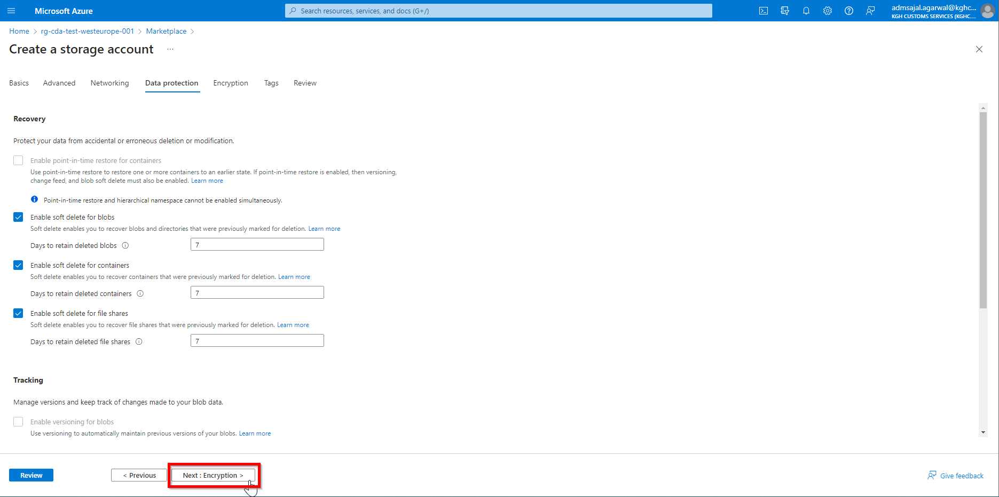 Microsoft Azure
Search resources, services, and docs (G+/)
admsajal.agarwal@kghc...
KGH CUSTOMS SERVICES (KGHC....
Home > rg-cda-test-westeurope-001 > Marketplace >
Create a storage account ...
Basics Advanced Networking Data protection Encryption Tags Review
Recovery
Protect your data from accidental or erroneous deletion or modification.
Enable point-in-time restore for containers
Use point-in-time restore to restore one or more containers to an earlier state. If point-in-time restore is enabled, then versioning,
change feed, and blob soft delete must also be enabled. Learn more
Point-in-time restore and hierarchical namespace cannot be enabled simultaneously.
Enable soft delete for blobs
Soft delete enables you to recover blobs and directories that were previously marked for deletion. Learn more
Days to retain deleted blobs 7
Enable soft delete for containers
Soft delete enables you to recover containers that were previously marked for deletion. Learn more
Days to retain deleted containers 7
Enable soft delete for file shares
Soft delete enables you to recover file shares that were previously marked for deletion. Learn more
Days to retain deleted file shares 7
Tracking
Manage versions and keep track of changes made to your blob data.
Enable versioning for blobs
Use versioning to automatically maintain previous versions of your blobs. Learn more
Review < Previous Next : Encryption > Give feedback